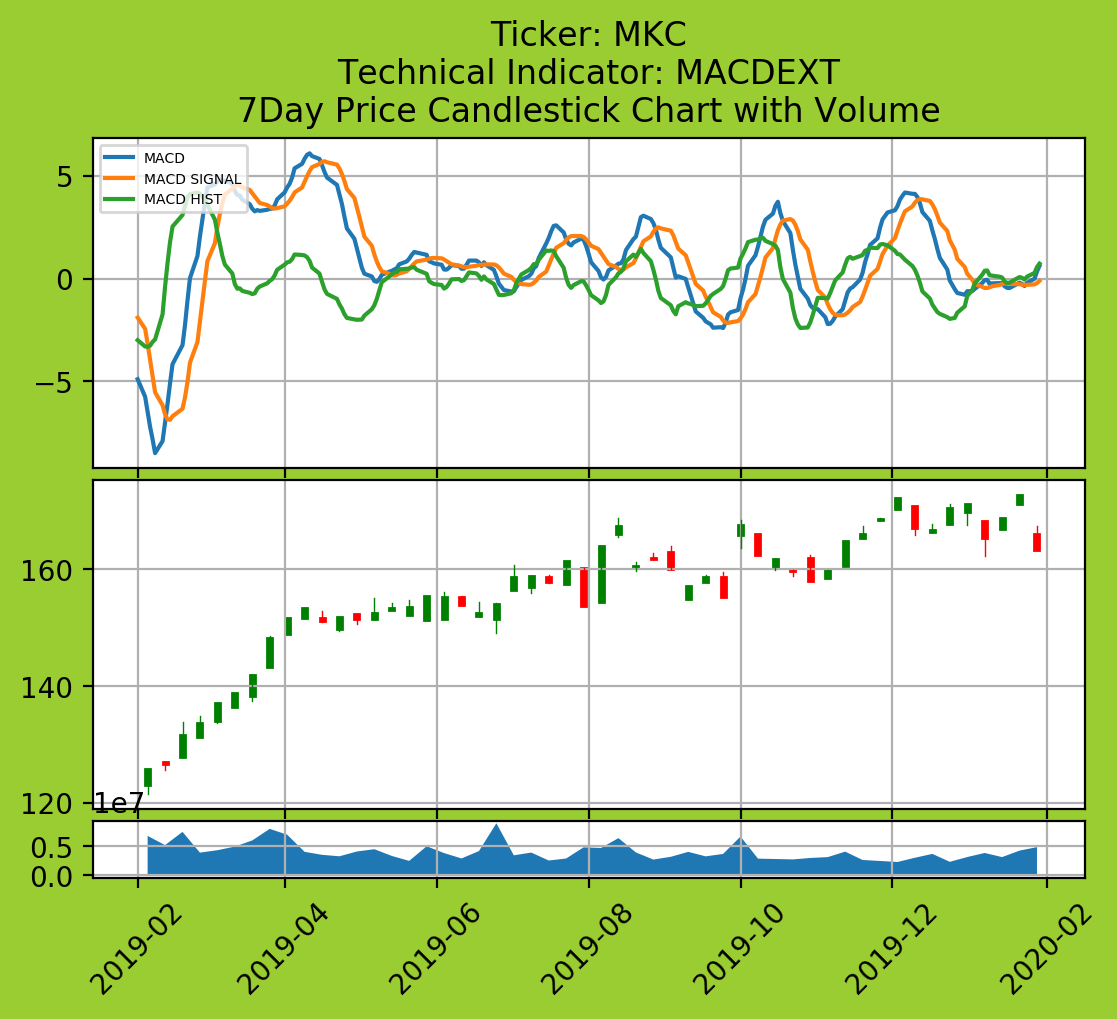 Ticker: MKC
Technical Indicator: MACDEXT
7Day Price Candlestick Chart with Volume
MACD
MACD SIGNAL
MACD HIST
5
0
−5
160
140
120
1e7
0.5
0.0
2019-02
2019-04
2019-06
2019-08
2019-10
2019-12
2020-02